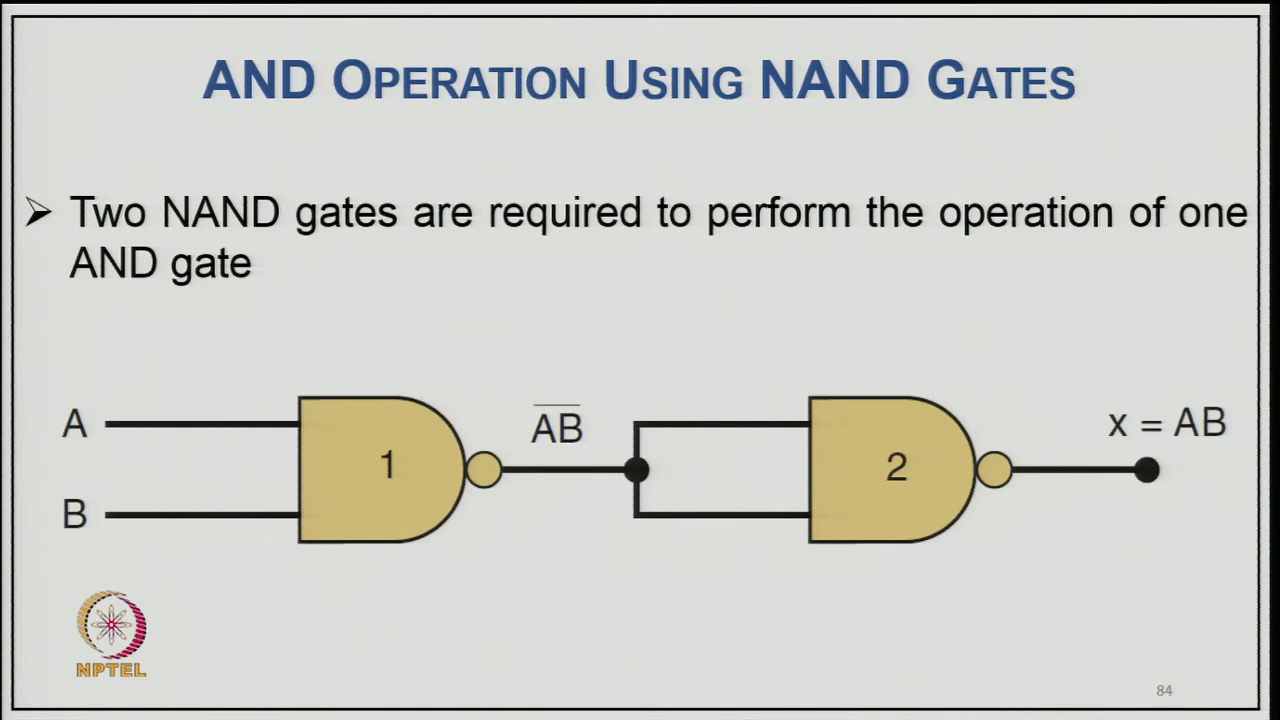 AND OPERATION USING NAND GATES
➢ Two NAND gates are required to perform the operation of one
AND gate
A
B
1
A̅B̅
2
x = AB
NPTEL
84